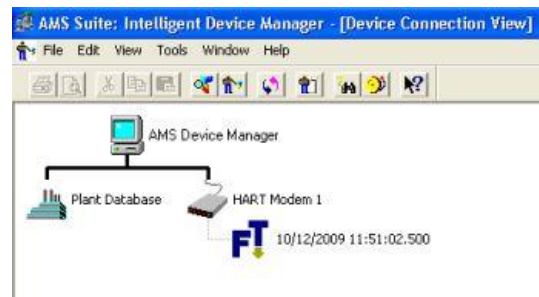 AMS Suite: Intelligent Device Manager - [Device Connection View]
File Edit View Tools Window Help
AMS Device Manager
Plant Database
HART Modem 1
FT
10/12/2009 11:51:02.500